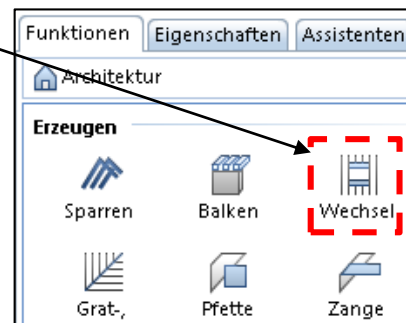 Funktionen Eigenschaften Assistenten
Architektur
Erzeugen
Sparren Balken Wechsel
Grat-, Pfette Zange